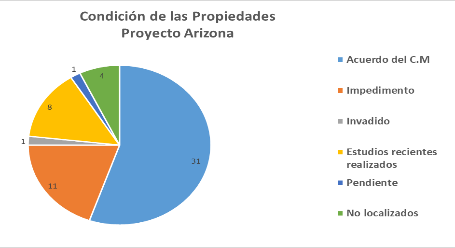 Condición de las Propiedades
Proyecto Arizona
1
4
8
1
11
31
Acuerdo del C.M
Impedimento
Invadido
Estudios recientes
realizados
Pendiente
No localizados